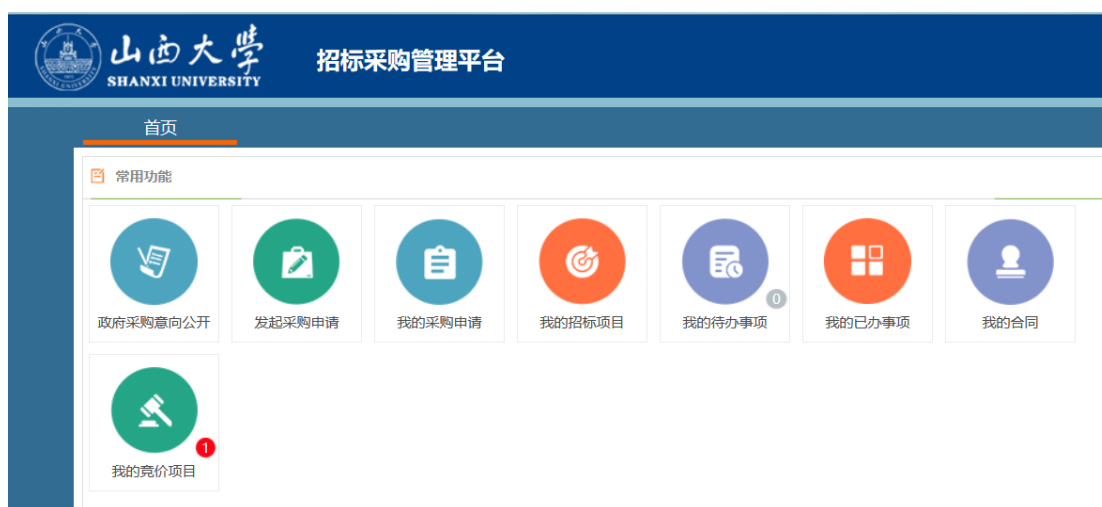 山西大學
SHANXI UNIVERSITY
招标采购管理平台
首页
常用功能
政府采购意向公开
发起采购申请
我的采购申请
我的招标项目
0
我的待办事项
我的已办事项
我的合同
1
我的竞价项目